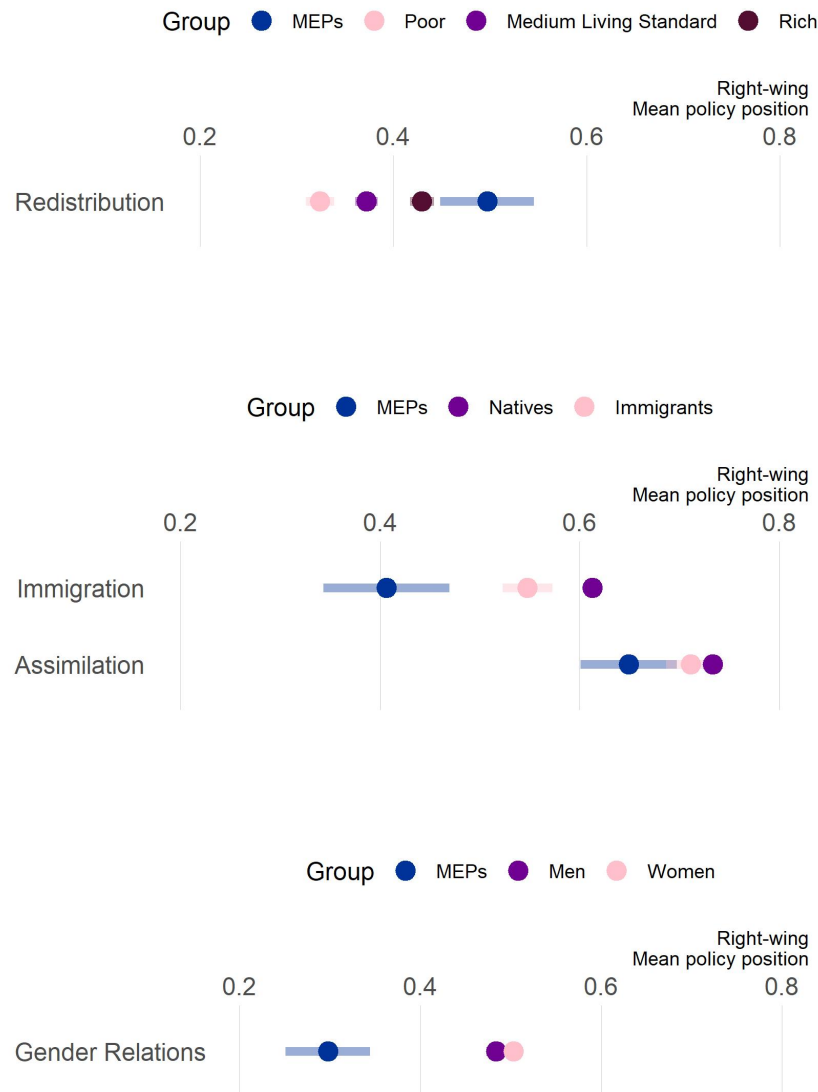 Group MEPs Poor Medium Living Standard Rich
Right-wing
Mean policy position
0.2 0.4 0.6 0.8
Redistribution
Group MEPs Natives Immigrants
Right-wing
Mean policy position
0.2 0.4 0.6 0.8
Immigration
Assimilation
Group MEPs Men Women
Right-wing
Mean policy position
0.2 0.4 0.6 0.8
Gender Relations